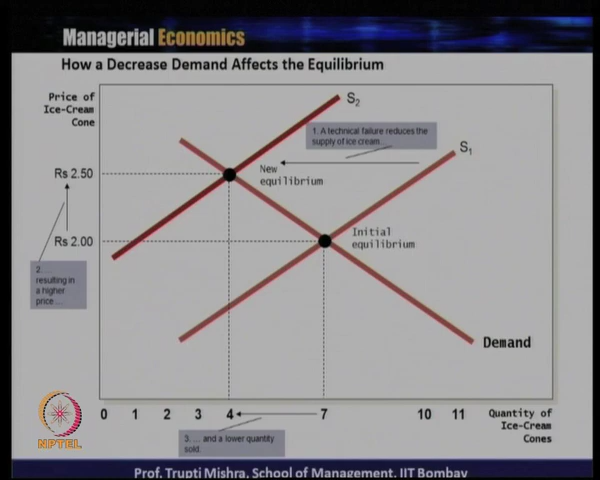 Managerial Economics
How a Decrease Demand Affects the Equilibrium
Price of
Ice-Cream
Cone
S2
1. A technical failure reduces the
supply of ice cream...
S1
Rs 2.50
New
equilibrium
Initial
equilibrium
Rs 2.00
2....
resulting in
a higher
price ...
Demand
0 1 2 3 4 7 10 11
Quantity of
Ice-Cream
Cones
NPTEL
3. ... and a lower quantity
sold.
Prof. Trupti Mishra, School of Management, IIT Bombay